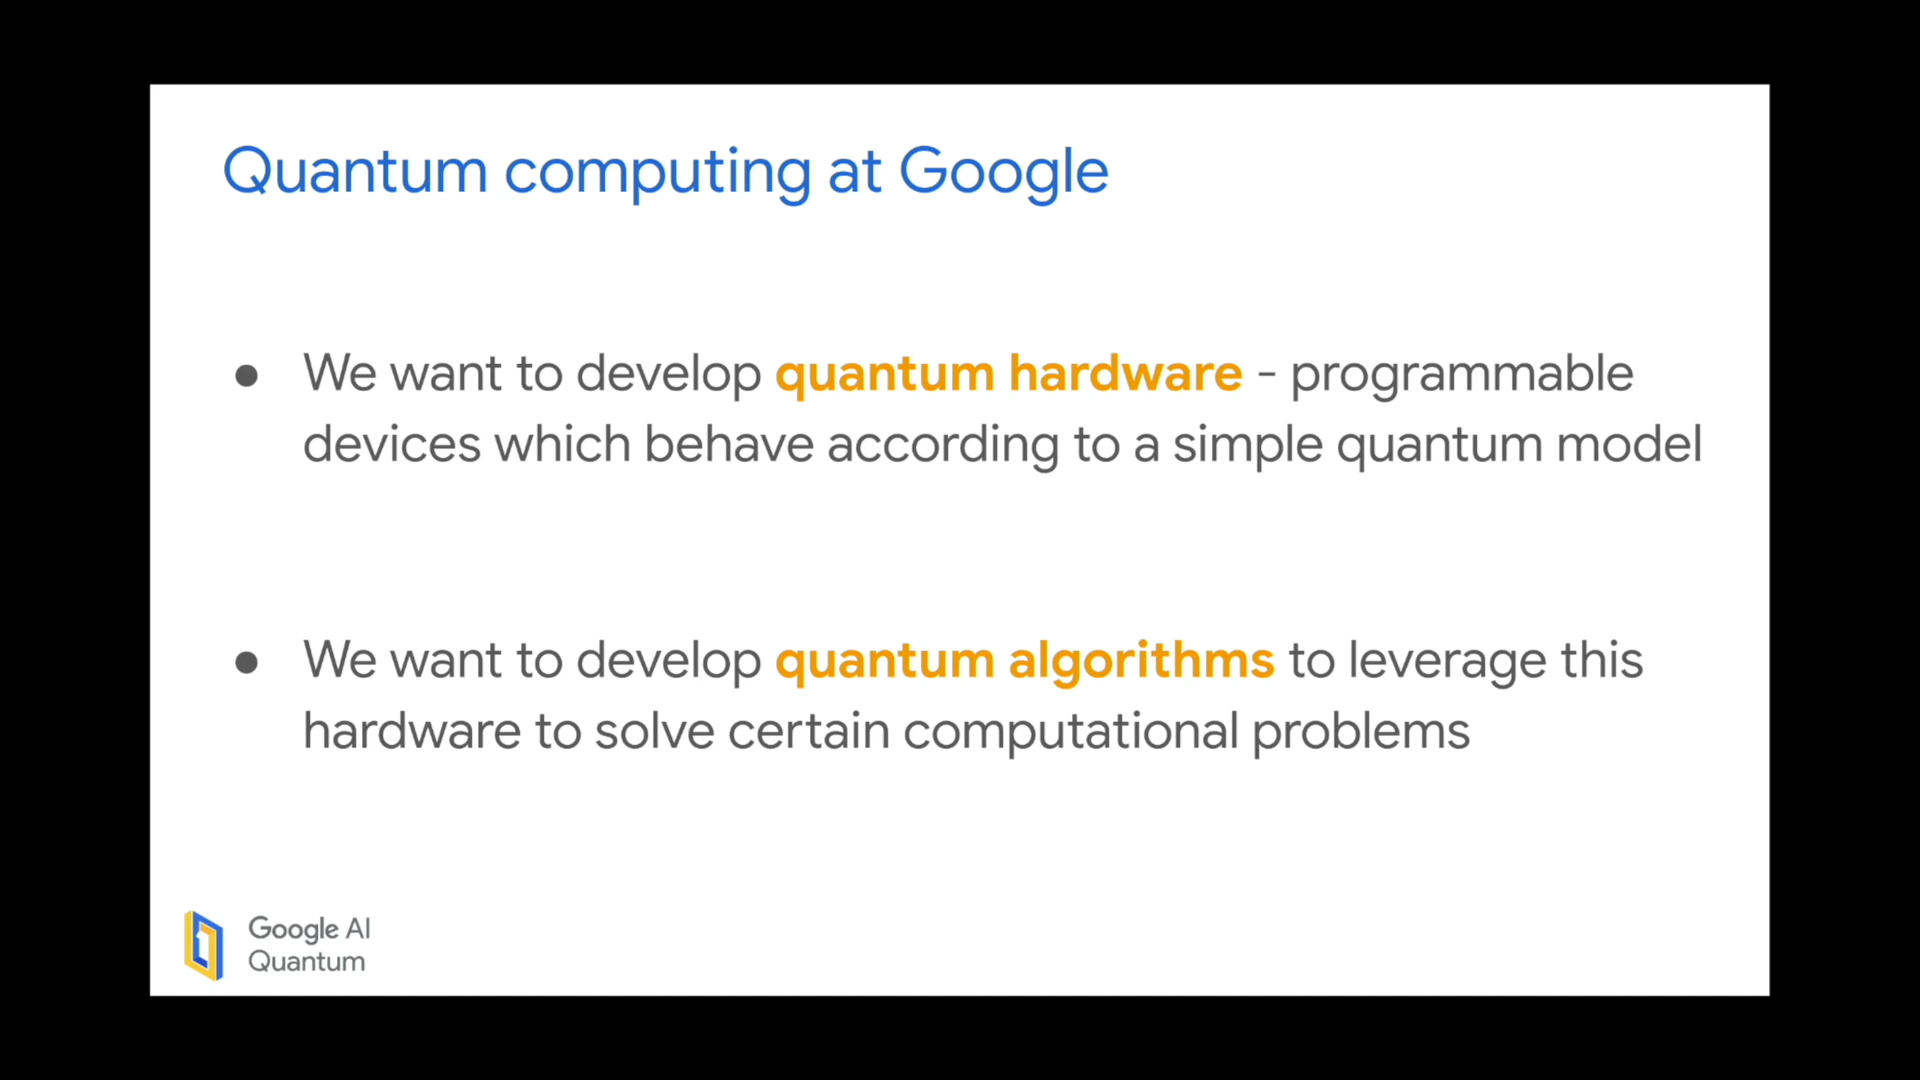 Quantum computing at Google
● We want to develop quantum hardware - programmable
devices which behave according to a simple quantum model
● We want to develop quantum algorithms to leverage this
hardware to solve certain computational problems
Google AI
Quantum